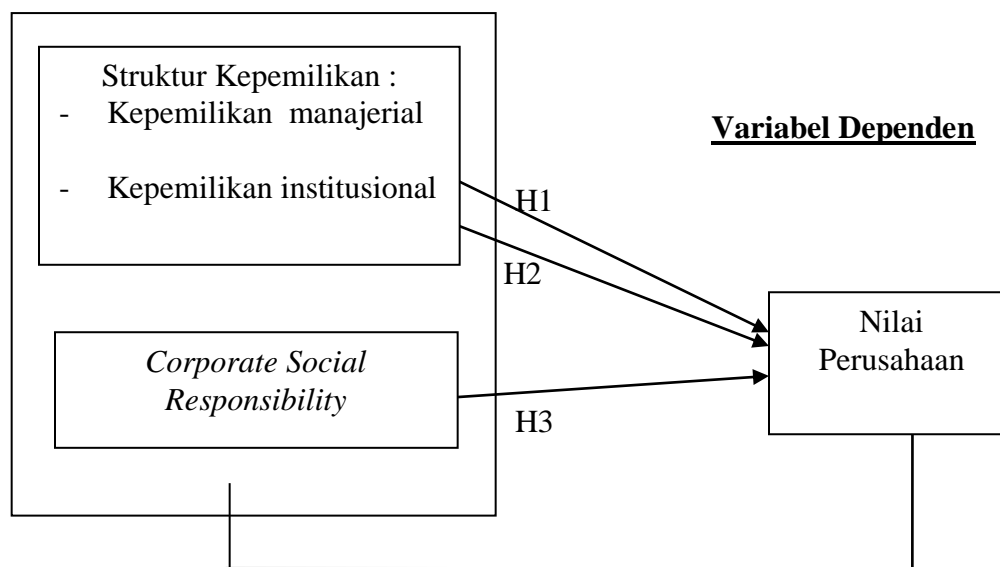 Struktur Kepemilikan :
- Kepemilikan manajerial
- Kepemilikan institusional
Variabel Dependen
H1
H2
Nilai
Perusahaan
Corporate Social
Responsibility
H3